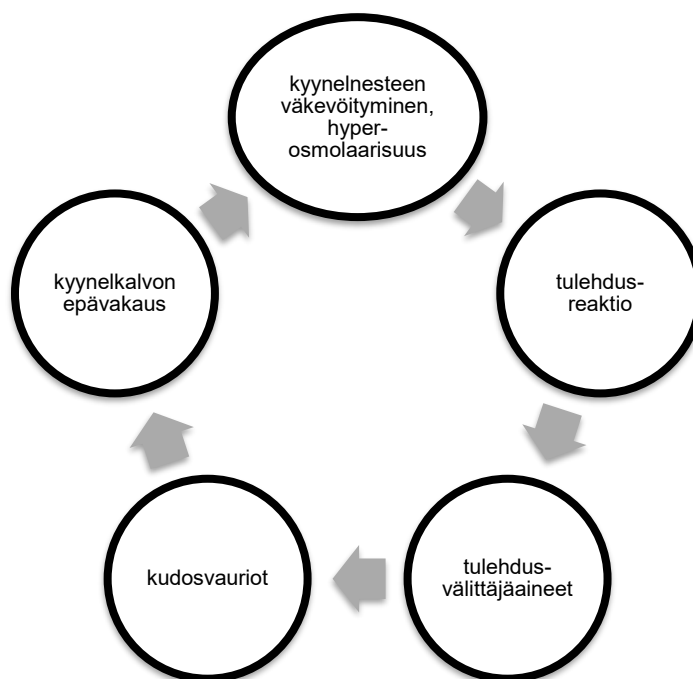 kyynelnesteen
väkevöityminen,
hyper-
osmolaarisuus
tulehdus-
reaktio
tulehdus-
välittäjäaineet
kudosvauriot
kyynelkalvon
epävakaus